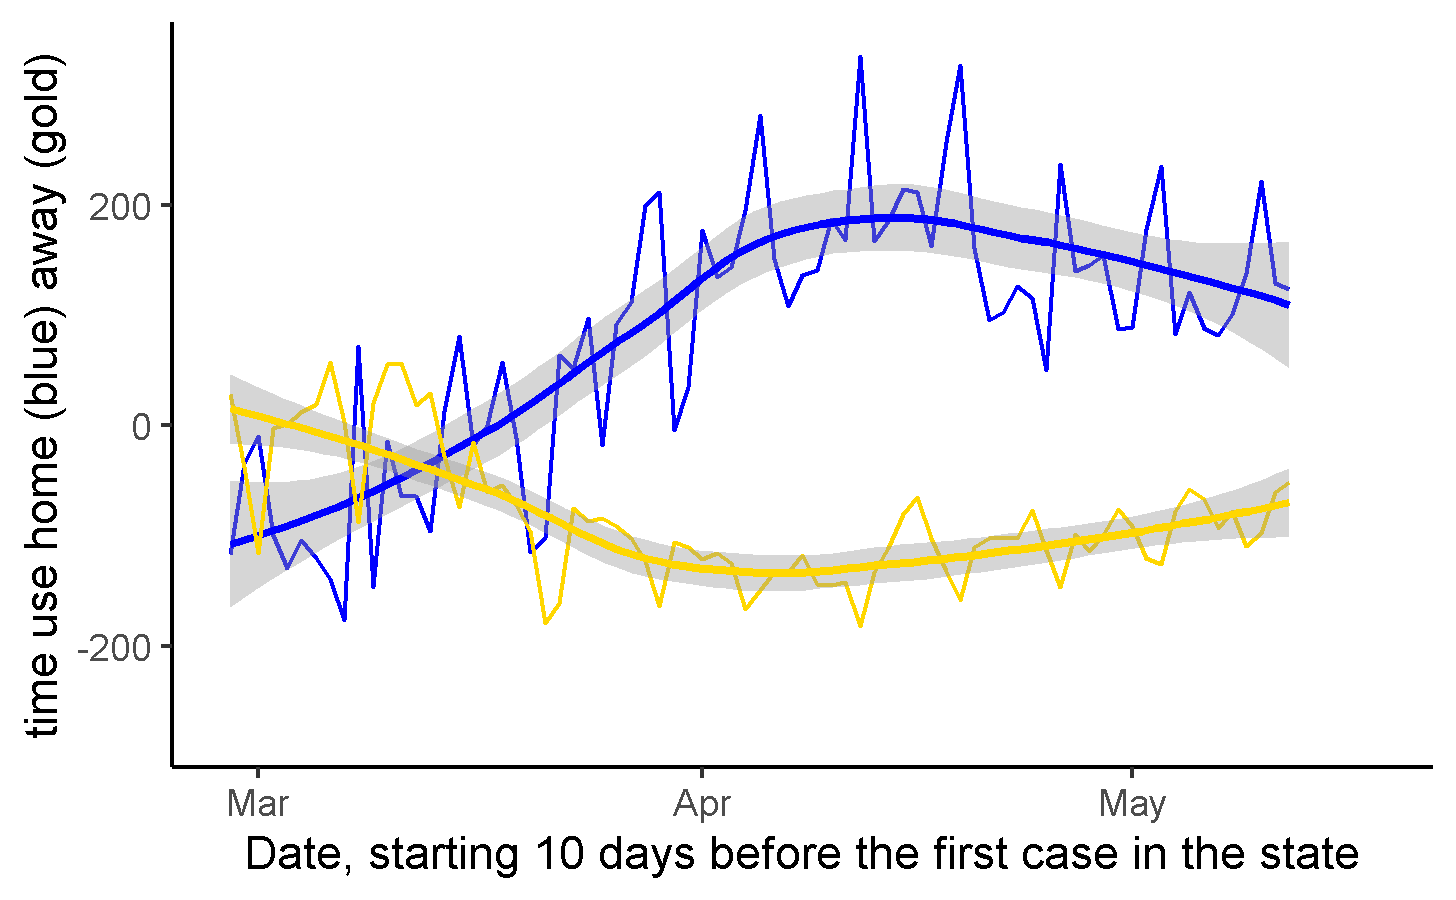 time use home (blue) away (gold)
200
0
-200
Mar
Apr
May
Date, starting 10 days before the first case in the state